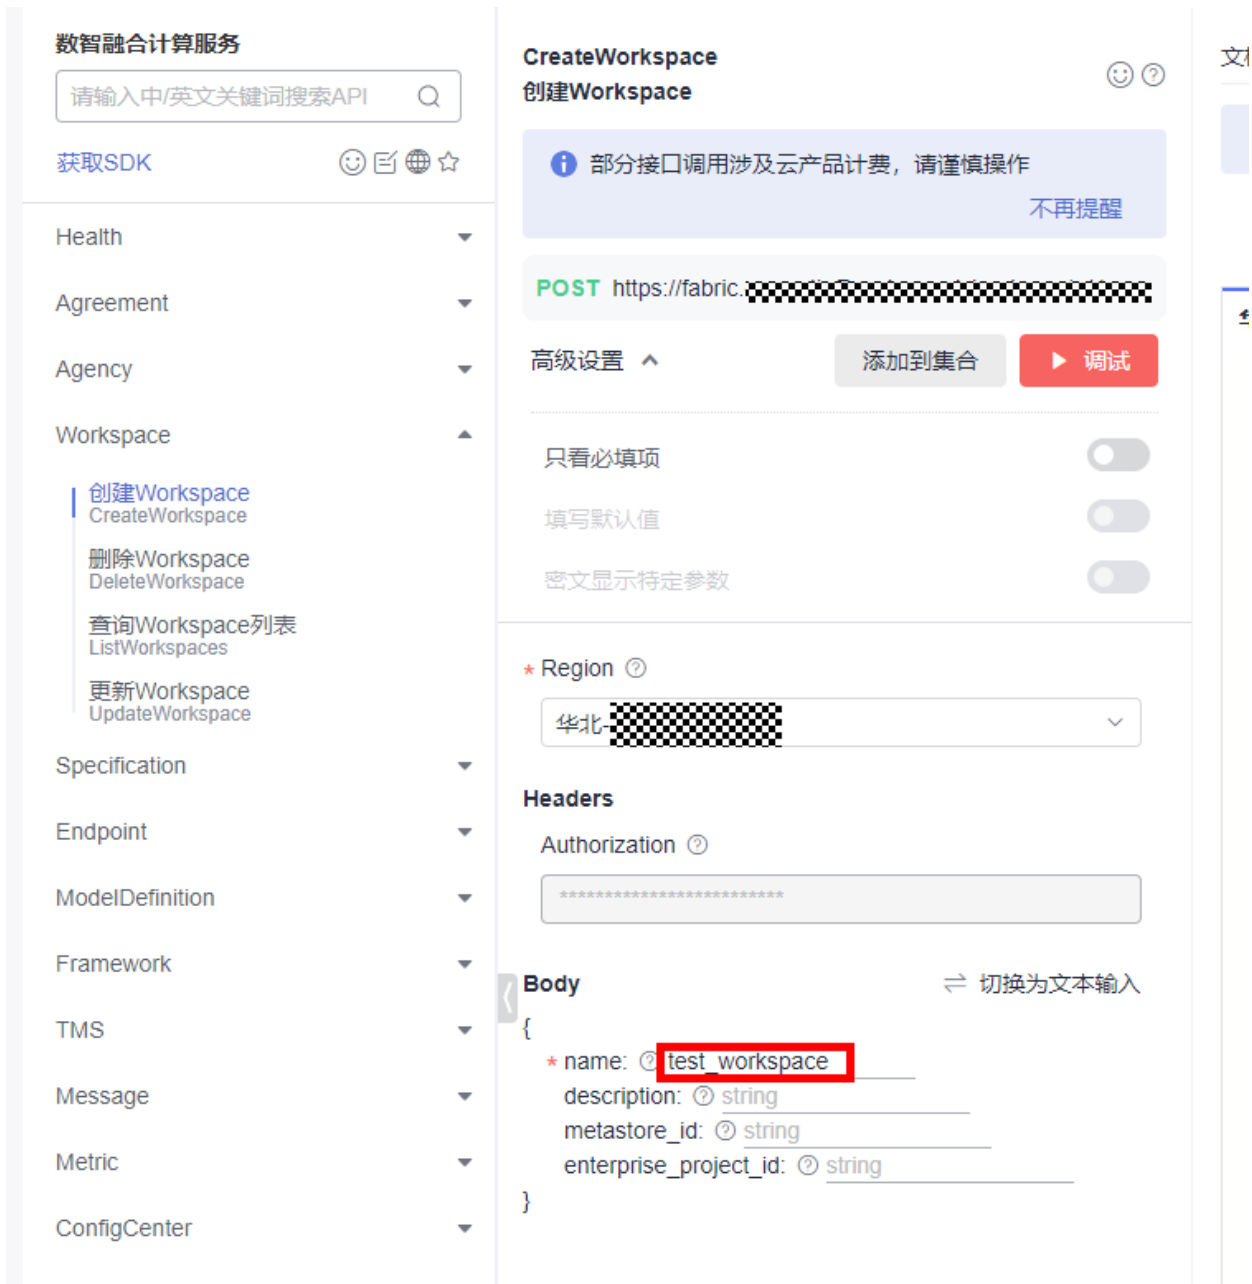 数智融合计算服务
请输入中/英文关键词搜索API
获取SDK
Health
Agreement
Agency
Workspace
创建Workspace
CreateWorkspace
删除Workspace
DeleteWorkspace
查询Workspace列表
ListWorkspaces
更新Workspace
UpdateWorkspace
Specification
Endpoint
ModelDefinition
Framework
TMS
Message
Metric
ConfigCenter
CreateWorkspace
创建Workspace
部分接口调用涉及云产品计费，请谨慎操作
不再提醒
POST https://fabric.
高级设置 添加到集合 调试
只看必填项
填写默认值
密文显示特定参数
* Region
华北-
Headers
Authorization
**************************
Body 切换为文本输入
{
* name: test_workspace
description: string
metastore_id: string
enterprise_project_id: string
}